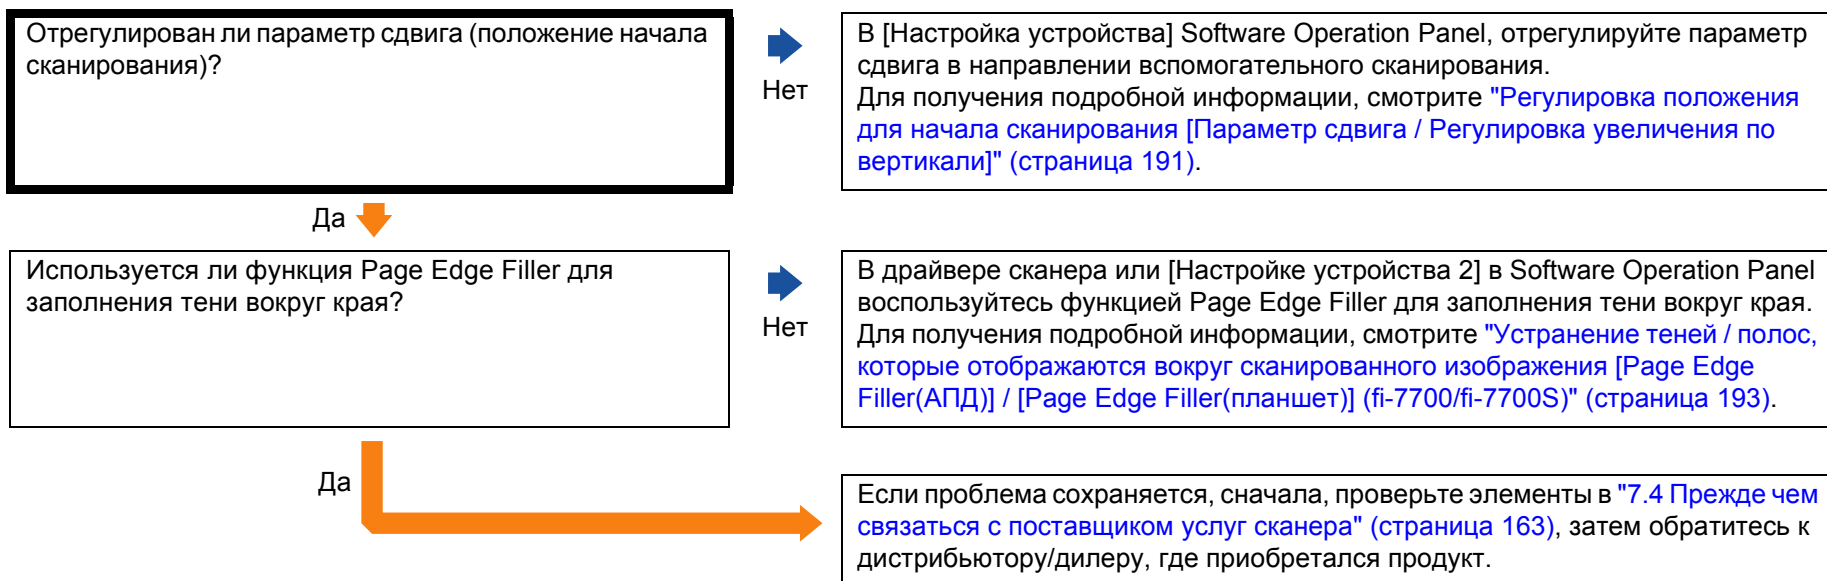 Отрегулирован ли параметр сдвига (положение начала
сканирования)?
Нет
В [Настройка устройства] Software Operation Panel, отрегулируйте параметр
сдвига в направлении вспомогательного сканирования.
Для получения подробной информации, смотрите "Регулировка положения
для начала сканирования [Параметр сдвига / Регулировка увеличения по
вертикали]" (страница 191).
Да
Используется ли функция Page Edge Filler для
заполнения тени вокруг края?
Нет
В драйвере сканера или [Настройке устройства 2] в Software Operation Panel
воспользуйтесь функцией Page Edge Filler для заполнения тени вокруг края.
Для получения подробной информации, смотрите "Устранение теней / полос,
которые отображаются вокруг сканированного изображения [Page Edge
Filler(АПД)] / [Page Edge Filler(планшет)] (fi-7700/fi-7700S)" (страница 193).
Да
Если проблема сохраняется, сначала, проверьте элементы в "7.4 Прежде чем
связаться с поставщиком услуг сканера" (страница 163), затем обратитесь к
дистрибьютору/дилеру, где приобретался продукт.